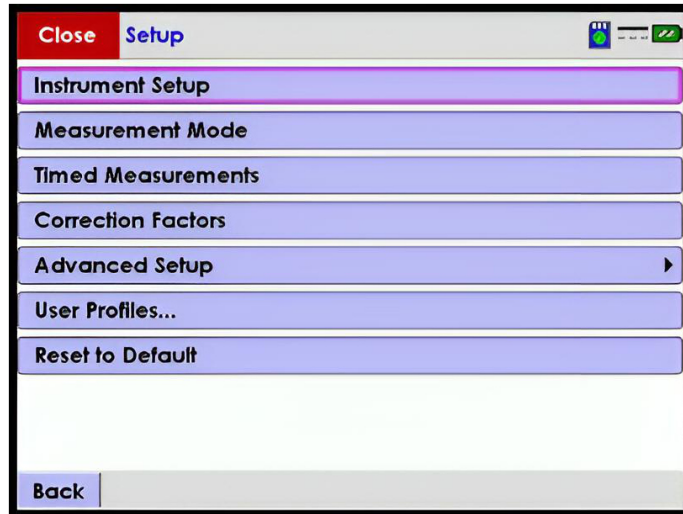 Close Setup
Instrument Setup
Measurement Mode
Timed Measurements
Correction Factors
Advanced Setup
User Profiles...
Reset to Default
Back